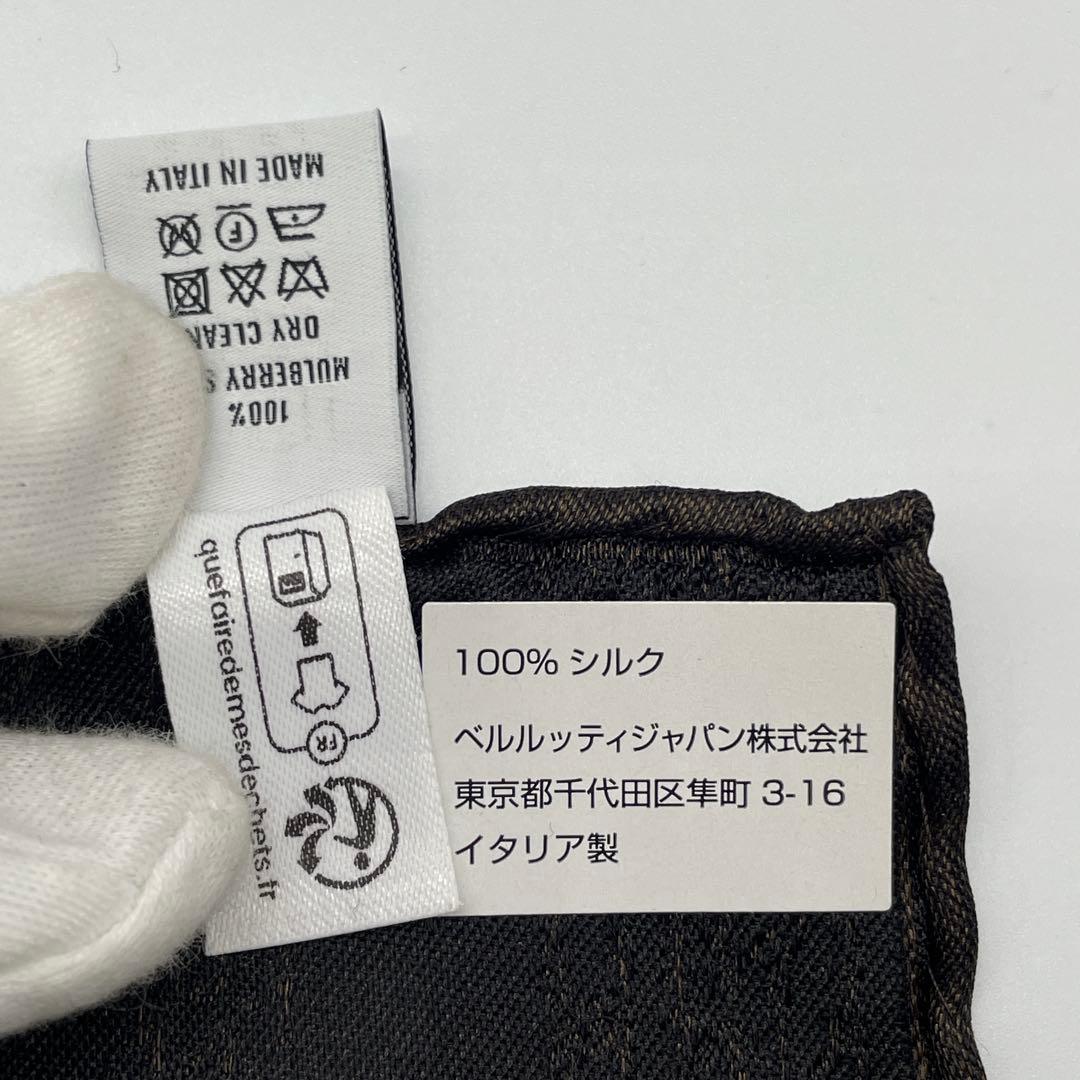 MADE IN ITALY
W F
DRY CLEAN
MULBERRY S
100%
quefairedemesdechets.fr
FR
100% シルク
ベルルッティジャパン株式会社
東京都千代田区隼町 3-16
イタリア製